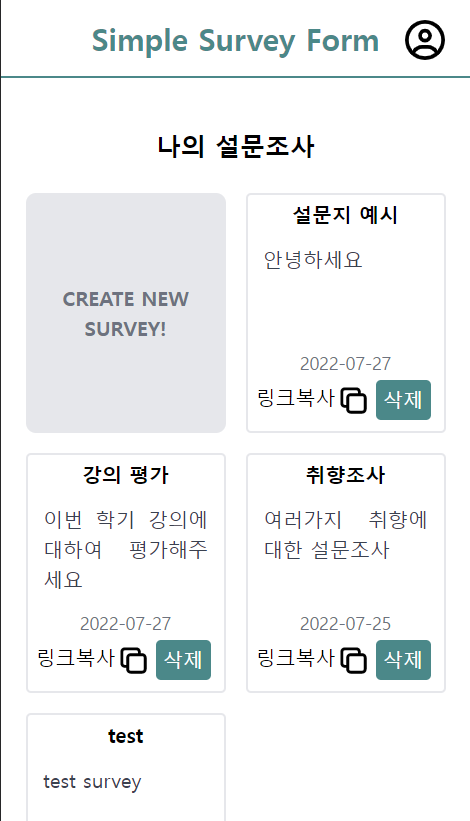 Simple Survey Form
나의 설문조사
CREATE NEW
SURVEY!
설문지 예시
안녕하세요
2022-07-27
링크복사 삭제
강의 평가
이번 학기 강의에
대하여 평가해주
세요
2022-07-27
링크복사 삭제
취향조사
여러가지 취향에
대한 설문조사
2022-07-25
링크복사 삭제
test
test survey